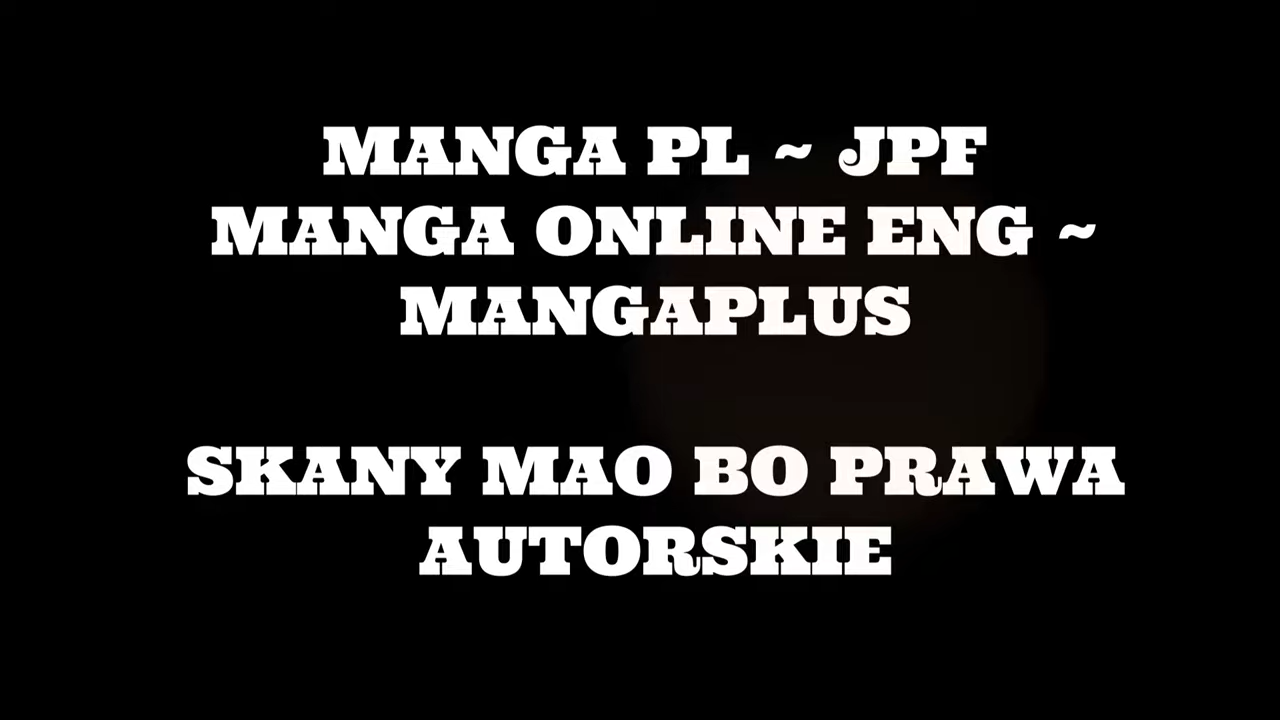 MANGA PL ~ JPF
MANGA ONLINE ENG ~
MANGAPLUS
SKANY MAO BO PRAWA
AUTORSKIE